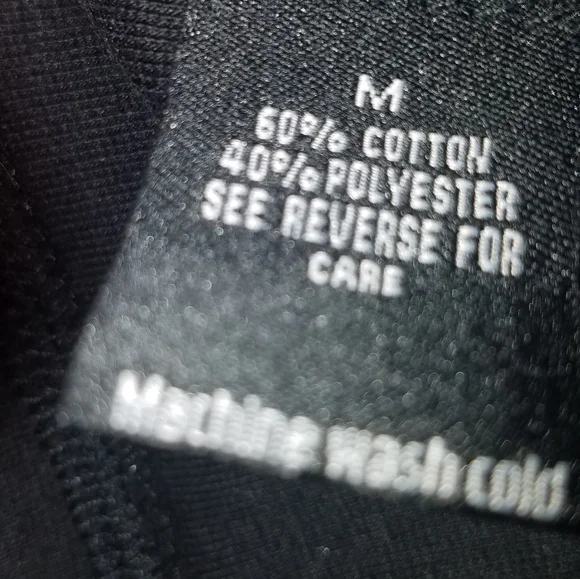 M
60% COTTON
40% POLYESTER
SEE REVERSE FOR
CARE
Machine wash cold